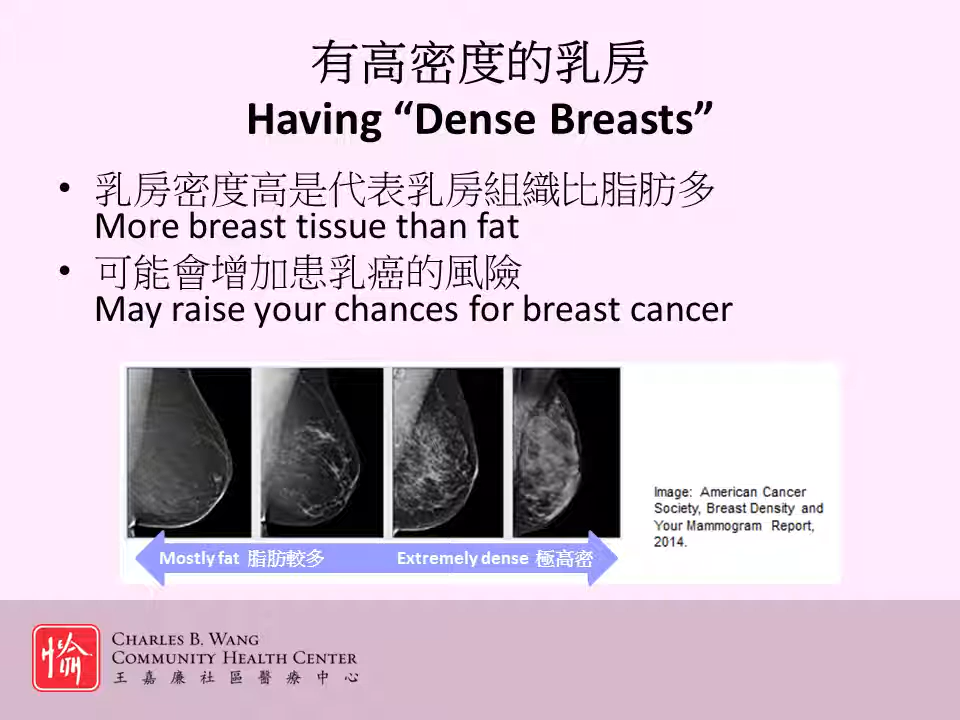 有高密度的乳房
Having “Dense Breasts”
• 乳房密度高是代表乳房組織比脂肪多
More breast tissue than fat
• 可能會增加患乳癌的風險
May raise your chances for breast cancer
Image: American Cancer
Society, Breast Density and
Your Mammogram Report,
2014.
Mostly fat 脂肪較多
Extremely dense 極高密
CHARLES B. WANG
COMMUNITY HEALTH CENTER
王嘉廉社區醫療中心